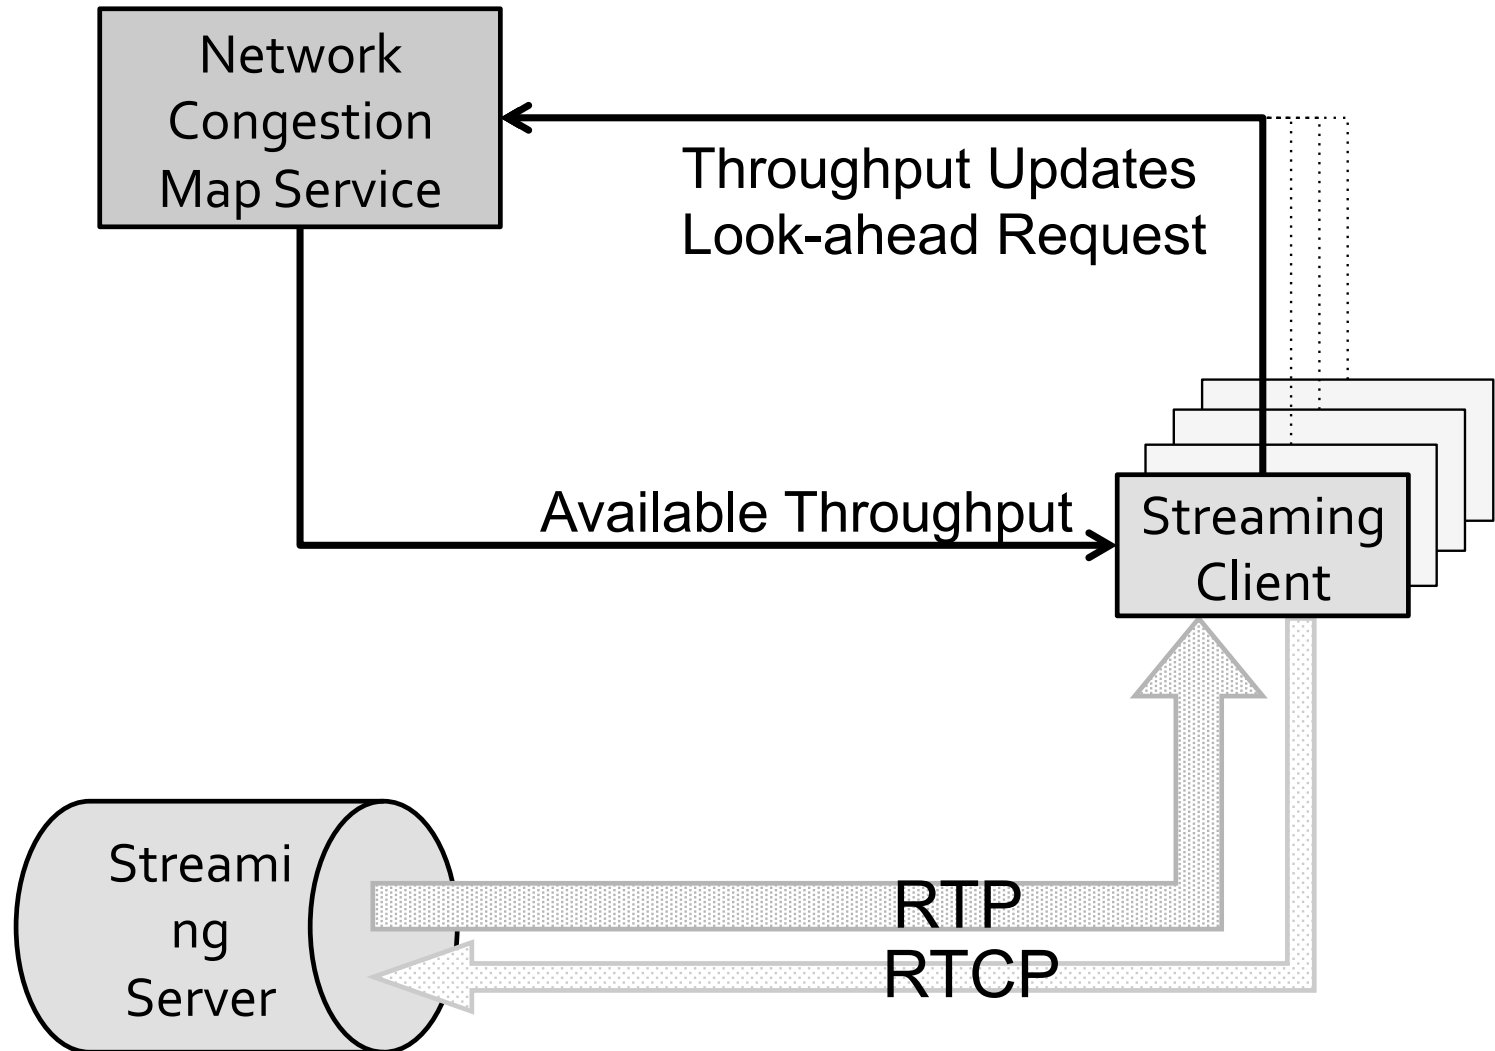 Network
Congestion
Map Service
Throughput Updates
Look-ahead Request
Available Throughput
Streaming
Client
Streami
ng
Server
RTP
RTCP